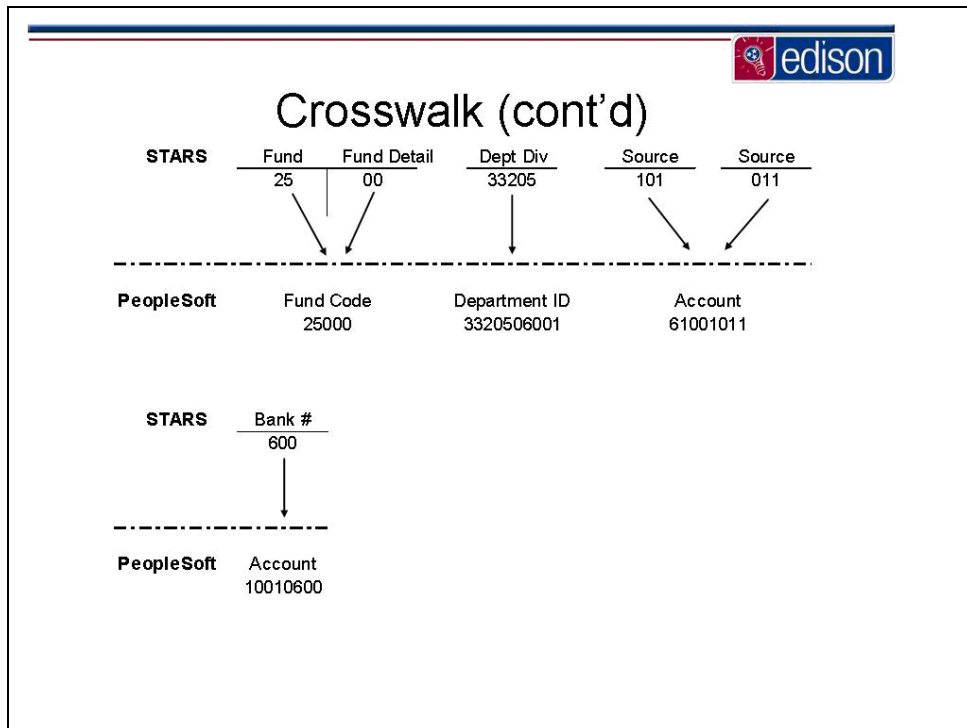 edison
Crosswalk (cont’d)
STARS Fund Fund Detail Dept Div Source Source
25 00 33205 101 011
PeopleSoft Fund Code Department ID Account
25000 3320506001 61001011
STARS Bank #
600
PeopleSoft Account
10010600